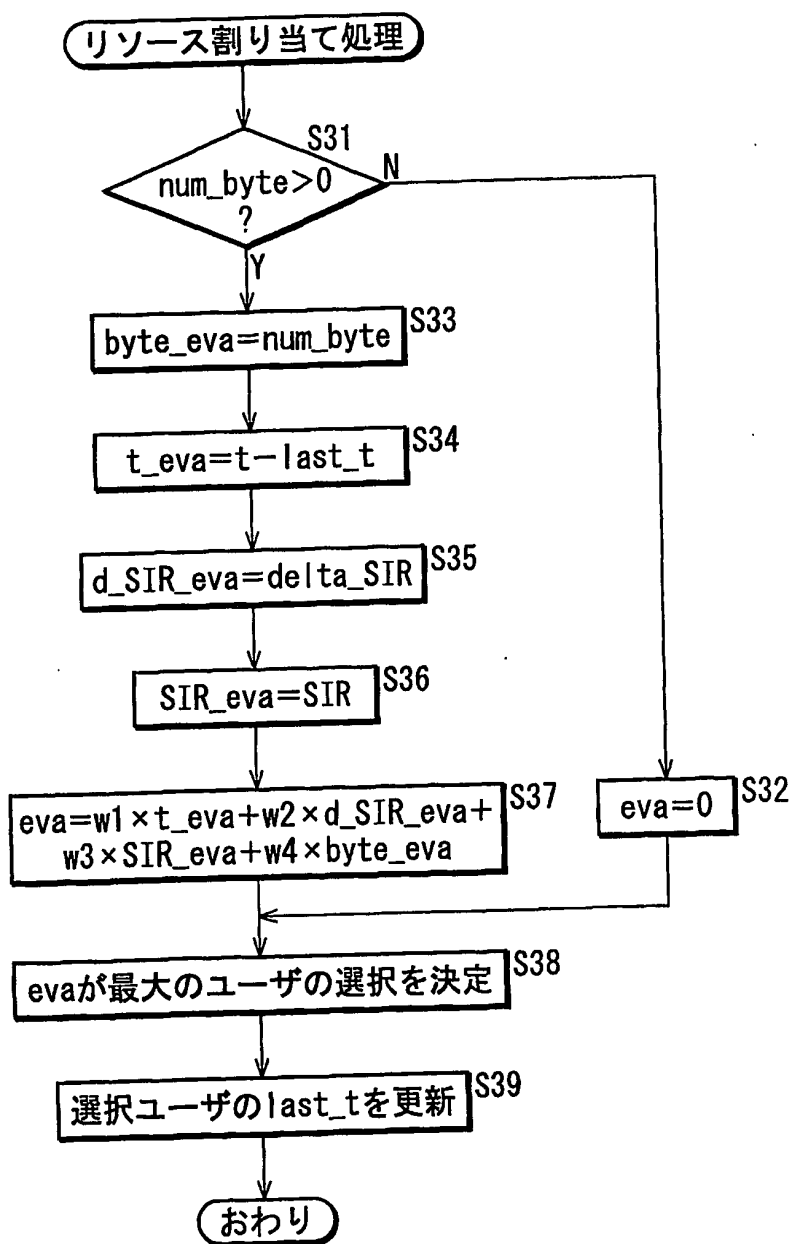 リソース割り当て処理
S31
num_byte>0
?
N
Y
byte_eva=num_byte
S33
t_eva=t-last_t
S34
d_SIR_eva=delta_SIR
S35
SIR_eva=SIR
S36
eva=w1×t_eva+w2×d_SIR_eva+
w3×SIR_eva+w4×byte_eva
S37
eva=0
S32
evaが最大のユーザの選択を決定
S38
選択ユーザのlast_tを更新
S39
おわり